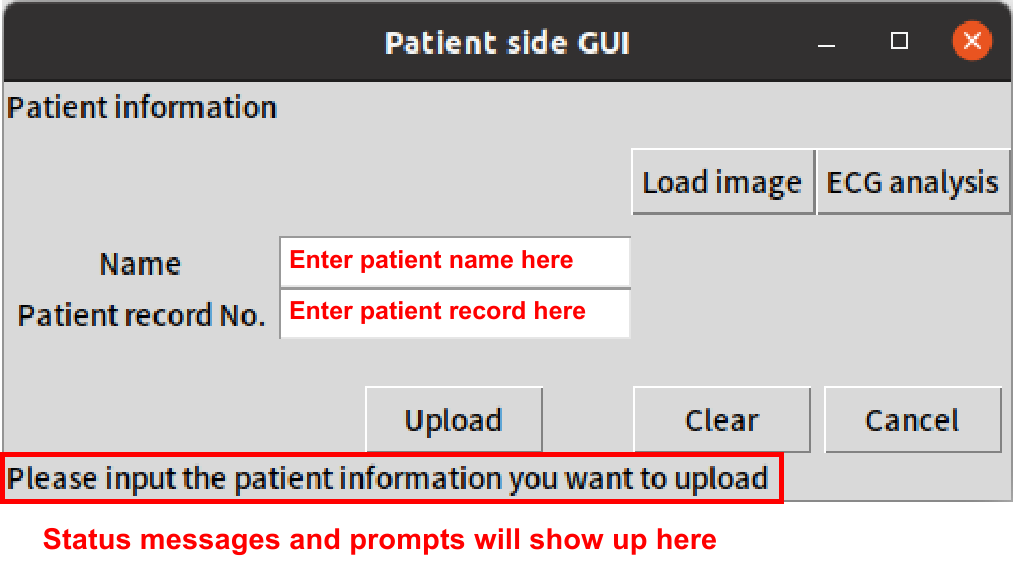 Patient side GUI
Patient information
Load image ECG analysis
Name Enter patient name here
Patient record No. Enter patient record here
Upload Clear Cancel
Please input the patient information you want to upload
Status messages and prompts will show up here